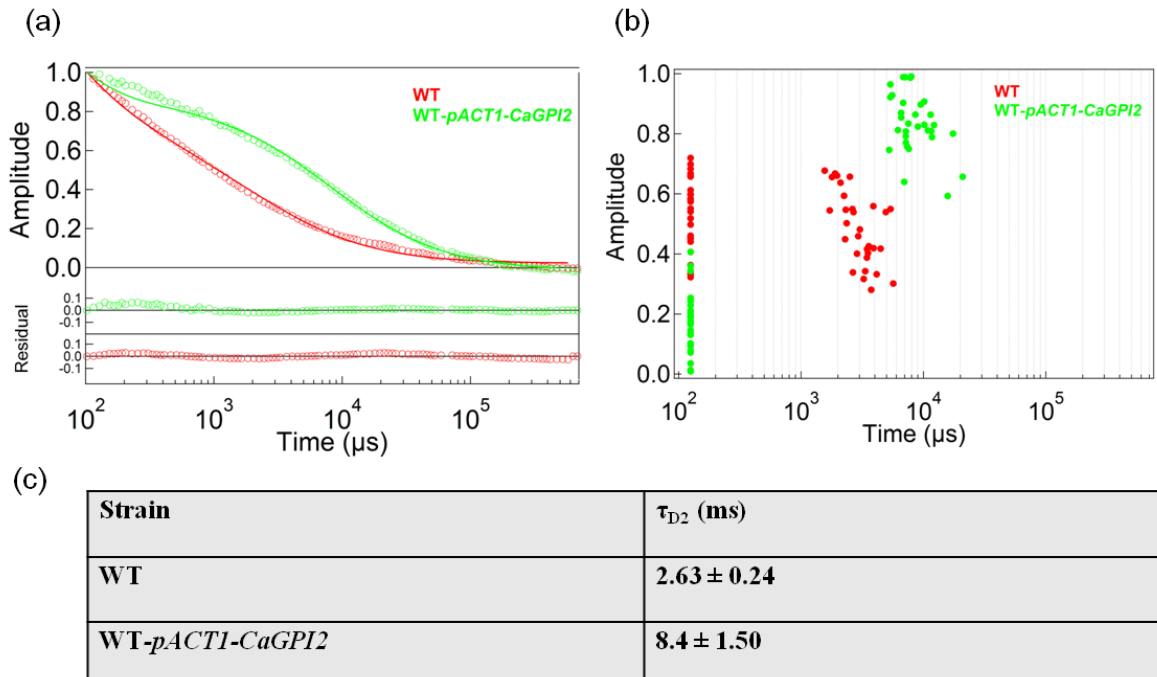 (a)
1.0
0.8
0.6
0.4
0.2
0.0
Amplitude
WT
WT-pACT1-CaGPI2
0.1
0.0
-0.1
0.1
0.0
-0.1
Residual
10² 10³ 10⁴ 10⁵
Time (µs)
(b)
1.0
0.8
0.6
0.4
0.2
0.0
Amplitude
WT
WT-pACT1-CaGPI2
10² 10³ 10⁴ 10⁵
Time (µs)
(c)
Strain τD2 (ms)
WT 2.63 ± 0.24
WT-pACT1-CaGPI2 8.4 ± 1.50